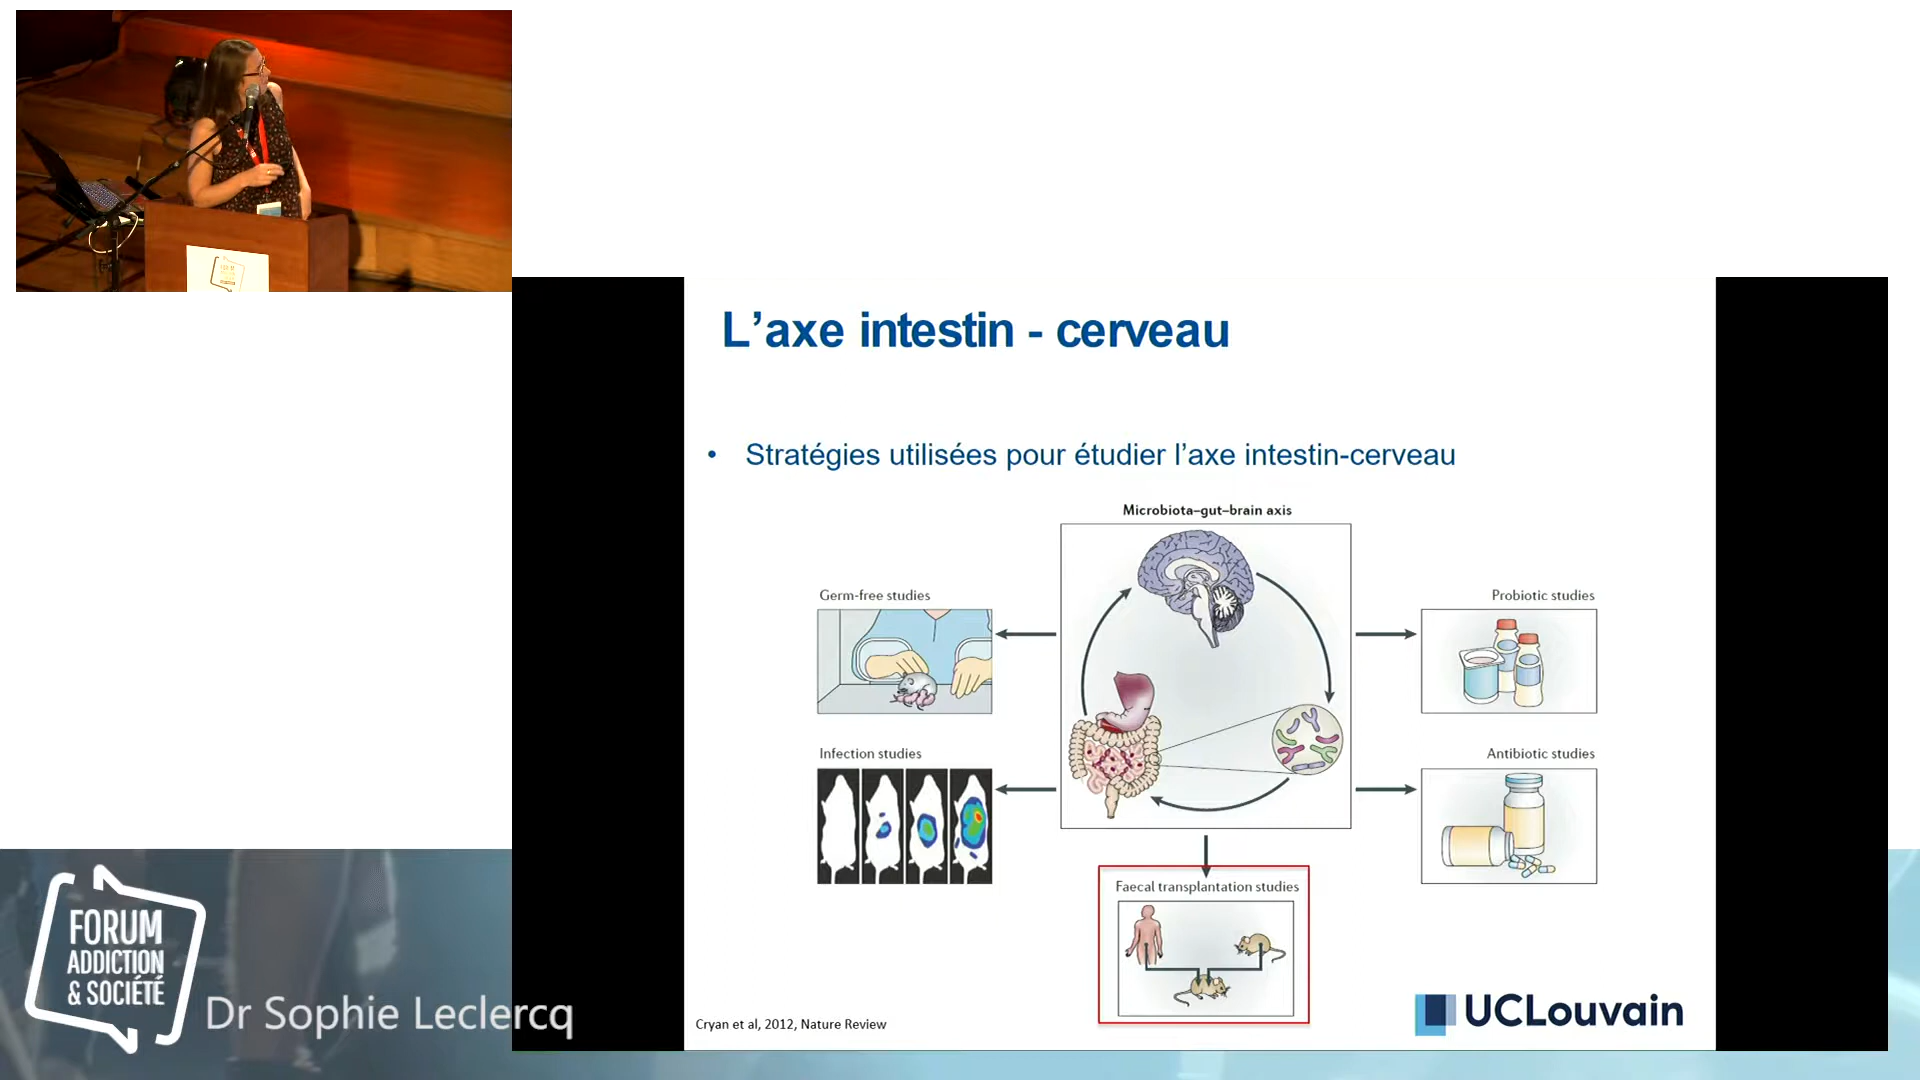 L’axe intestin - cerveau
• Stratégies utilisées pour étudier l’axe intestin-cerveau
Microbiota–gut–brain axis
Germ-free studies
Probiotic studies
Infection studies
Antibiotic studies
Faecal transplantation studies
Cryan et al, 2012, Nature Review
UCLouvain
FORUM
ADDICTION
& SOCIÉTÉ
Dr Sophie Leclercq